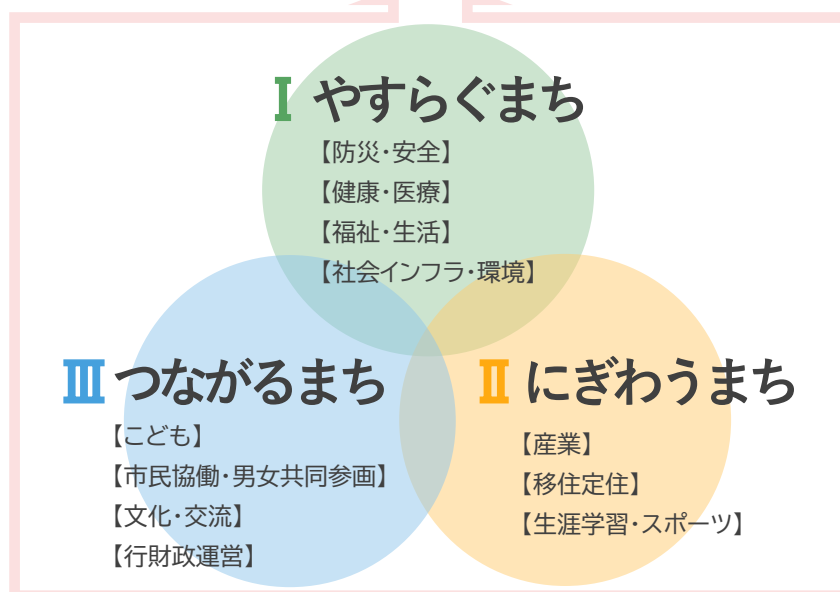 Ⅰ やすらぐまち
【防災・安全】
【健康・医療】
【福祉・生活】
【社会インフラ・環境】
Ⅱ にぎわうまち
【産業】
【移住定住】
【生涯学習・スポーツ】
Ⅲ つながるまち
【こども】
【市民協働・男女共同参画】
【文化・交流】
【行財政運営】